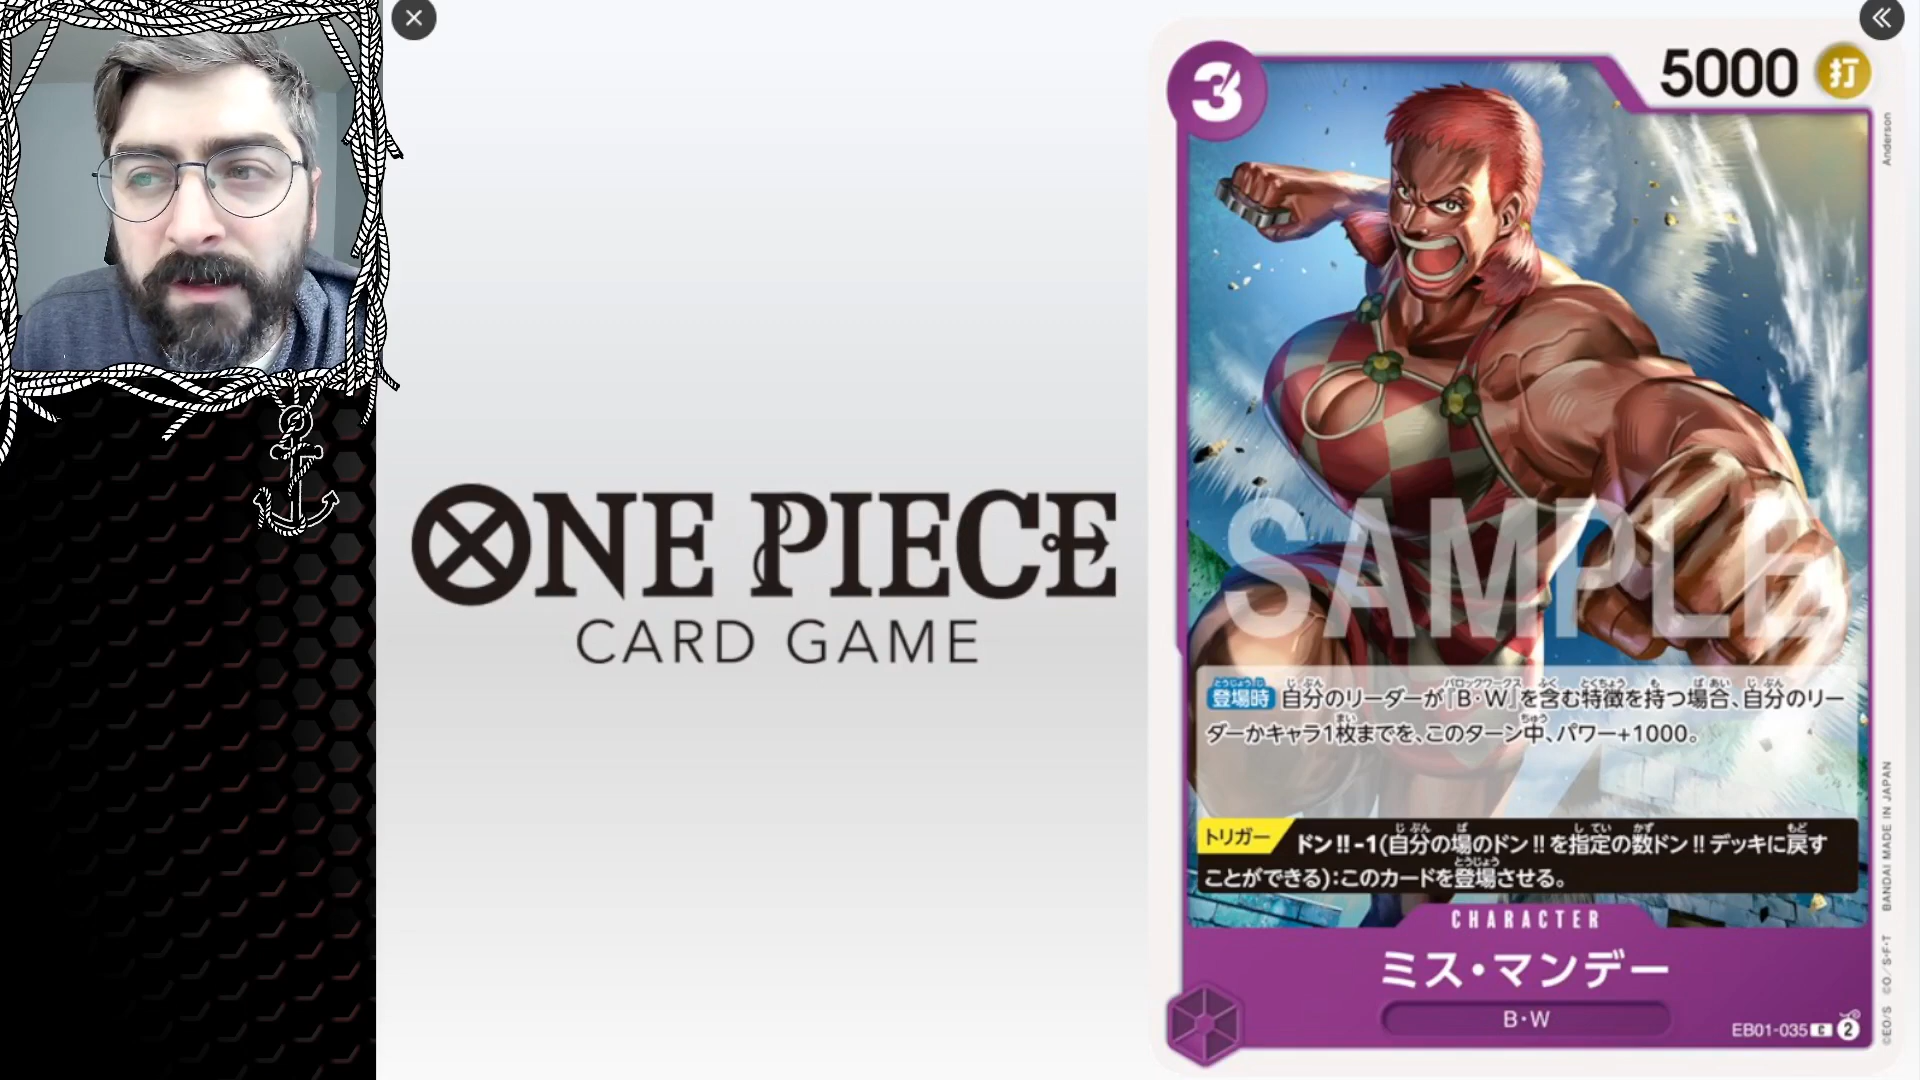 ONE PIECE
CARD GAME
3
5000 打
Anderson
SAMPLE
登場時 自分のリーダーが『B・W』を含む特徴を持つ場合、自分のリー
ダーかキャラ1枚までを、このターン中、パワー+1000。
トリガー ドン!!-1(自分の場のドン!!を指定の数ドン!!デッキに戻す
ことができる):このカードを登場させる。
CHARACTER
ミス・マンデー
B・W
EB01-035 C 2
BANDAI MADE IN JAPAN
©EO/S ©O/S・F・T